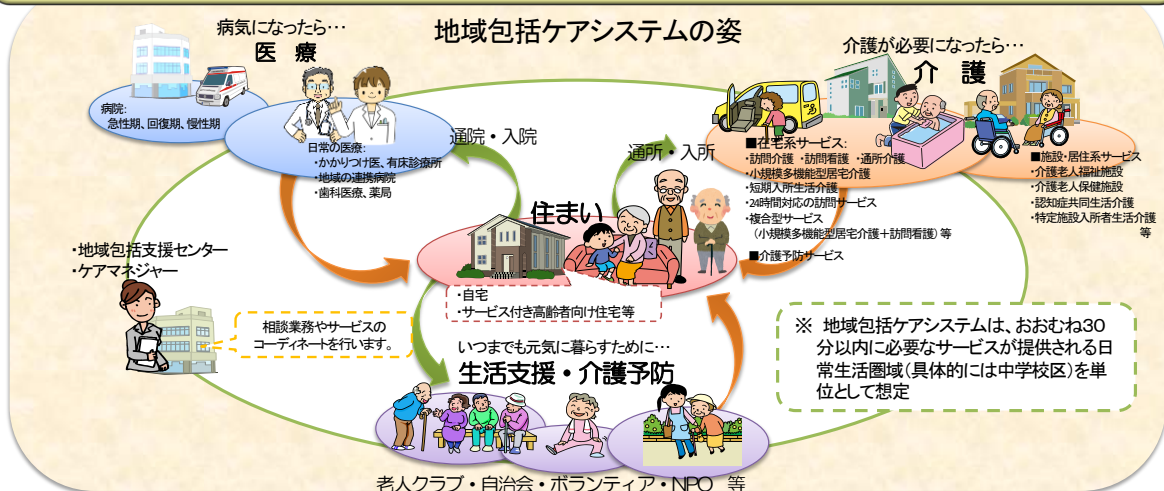 地域包括ケアシステムの姿
病気になったら…
医　療
病院:
急性期、回復期、慢性期
日常の医療:
・かかりつけ医、有床診療所
・地域の連携病院
・歯科医療、薬局
通院・入院
通所・入所
介護が必要になったら…
介　護
■在宅系サービス:
・訪問介護 ・訪問看護 ・通所介護
・小規模多機能型居宅介護
・短期入所生活介護
・24時間対応の訪問サービス
・複合型サービス
（小規模多機能型居宅介護＋訪問看護）等
■介護予防サービス
■施設・居住系サービス
・介護老人福祉施設
・介護老人保健施設
・認知症共同生活介護
・特定施設入所者生活介護
等
住まい
・自宅
・サービス付き高齢者向け住宅等
・地域包括支援センター
・ケアマネジャー
相談業務やサービスの
コーディネートを行います。
いつまでも元気に暮らすために…
生活支援・介護予防
老人クラブ・自治会・ボランティア・NPO　等
※　地域包括ケアシステムは、おおむね30
分以内に必要なサービスが提供される日
常生活圏域（具体的には中学校区）を単
位として想定